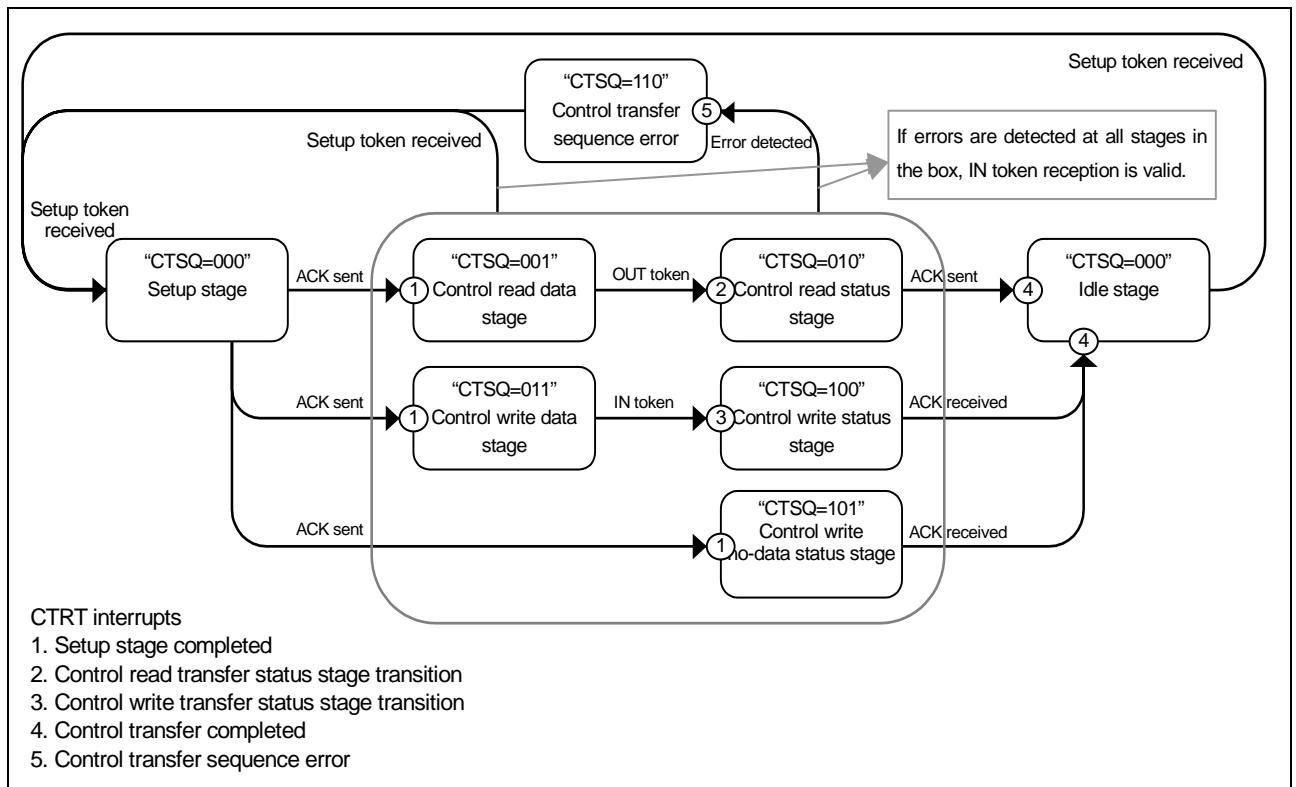 Setup token received
“CTSQ=110”
Control transfer
sequence error
5
Setup token received
Error detected
If errors are detected at all stages in
the box, IN token reception is valid.
Setup token
received
“CTSQ=000”
Setup stage
ACK sent
1
“CTSQ=001”
Control read data
stage
OUT token
2
“CTSQ=010”
Control read status
stage
ACK sent
4
“CTSQ=000”
Idle stage
4
ACK sent
1
“CTSQ=011”
Control write data
stage
IN token
3
“CTSQ=100”
Control write status
stage
ACK received
ACK sent
1
“CTSQ=101”
Control write
no-data status stage
ACK received
CTRT interrupts
1. Setup stage completed
2. Control read transfer status stage transition
3. Control write transfer status stage transition
4. Control transfer completed
5. Control transfer sequence error